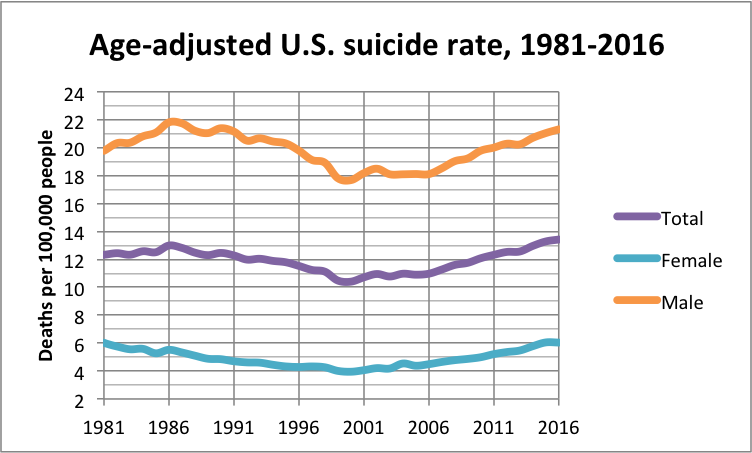 Age-adjusted U.S. suicide rate, 1981-2016
Deaths per 100,000 people
24
22
20
18
16
14
12
10
8
6
4
2
1981 1986 1991 1996 2001 2006 2011 2016
Total
Female
Male